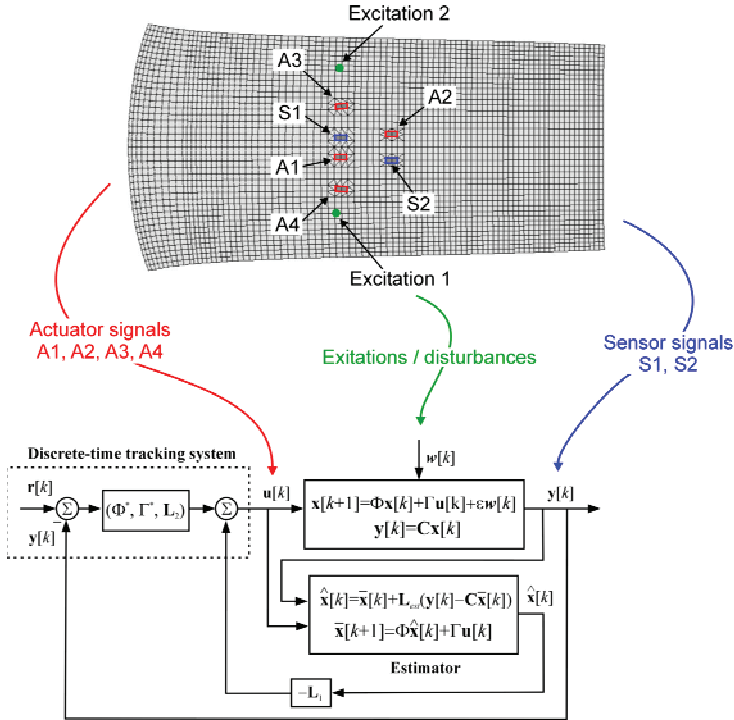 Excitation 2
A3
A2
S1
A1
S2
A4
Excitation 1
Actuator signals
A1, A2, A3, A4
Exitations / disturbances
Sensor signals
S1, S2
Discrete-time tracking system
w[k]
r[k]
u[k]
y[k]
Σ
(Φ*, Γ*, L₂)
Σ
x[k+1]=Φx[k]+Γu[k]+εw[k]
y[k]=Cx[k]
y[k]
−
x̂[k]=x̄[k]+Lₑₛₜ(y[k]−Cx̄[k])
x̄[k+1]=Φx̂[k]+Γu[k]
x̂[k]
Estimator
−L₁